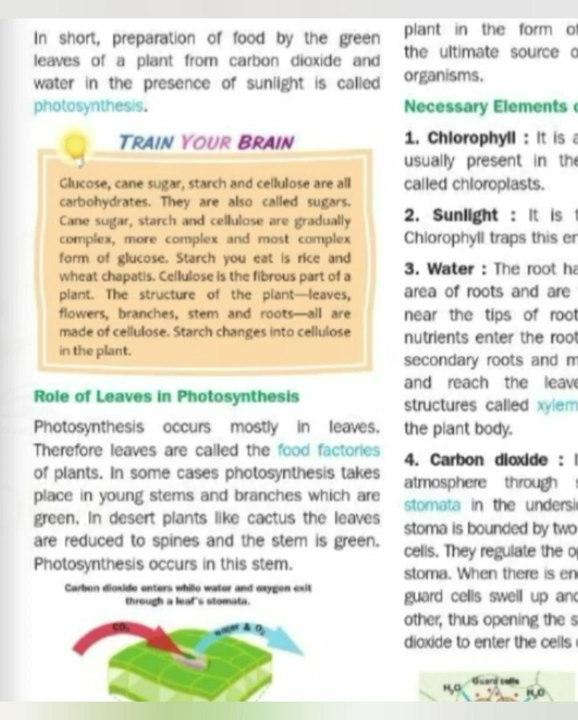 In short, preparation of food by the green
leaves of a plant from carbon dioxide and
water in the presence of sunlight is called
photosynthesis.
TRAIN YOUR BRAIN
Glucose, cane sugar, starch and cellulose are all
carbohydrates. They are also called sugars.
Cane sugar, starch and cellulose are gradually
complex, more complex and most complex
form of glucose. Starch you eat is rice and
wheat chapatis. Cellulose is the fibrous part of a
plant. The structure of the plant—leaves,
flowers, branches, stem and roots—all are
made of cellulose. Starch changes into cellulose
in the plant.
Role of Leaves in Photosynthesis
Photosynthesis occurs mostly in leaves.
Therefore leaves are called the food factories
of plants. In some cases photosynthesis takes
place in young stems and branches which are
green. In desert plants like cactus the leaves
are reduced to spines and the stem is green.
Photosynthesis occurs in this stem.
Carbon dioxide enters while water and oxygen exit
through a leaf's stomata.
CO₂
water & O₂
plant in the form of
the ultimate source
organisms.
Necessary Elements
1. Chlorophyll : It is
usually present in the
called chloroplasts.
2. Sunlight : It is
Chlorophyll traps this
3. Water : The root
area of roots and are
near the tips of root
nutrients enter the root
secondary roots and
and reach the
structures called xylem
the plant body.
4. Carbon dioxide :
atmosphere through
stomata in the
stoma is bounded by two
cells. They regulate the
stoma. When there is
guard cells swell up and
other, thus opening the
dioxide to enter the cells
H₂O
Guard cells
H₂O